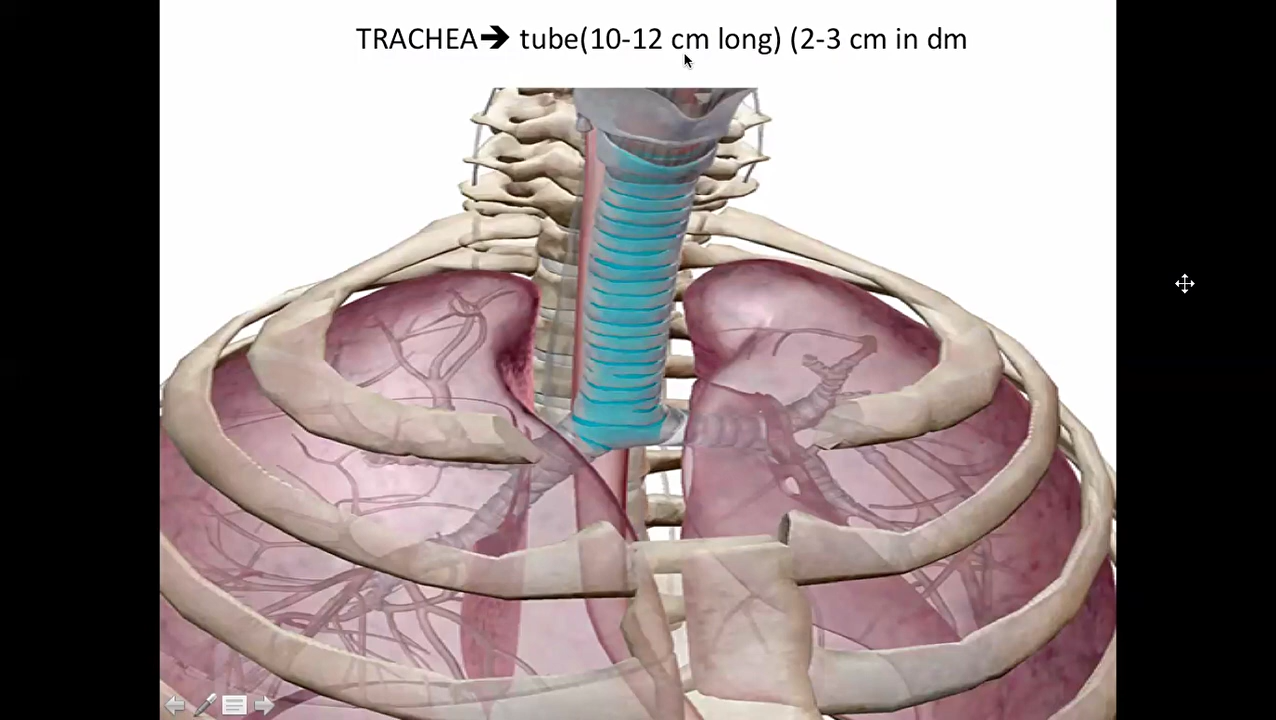 TRACHEA➔ tube(10-12 cm long) (2-3 cm in dm